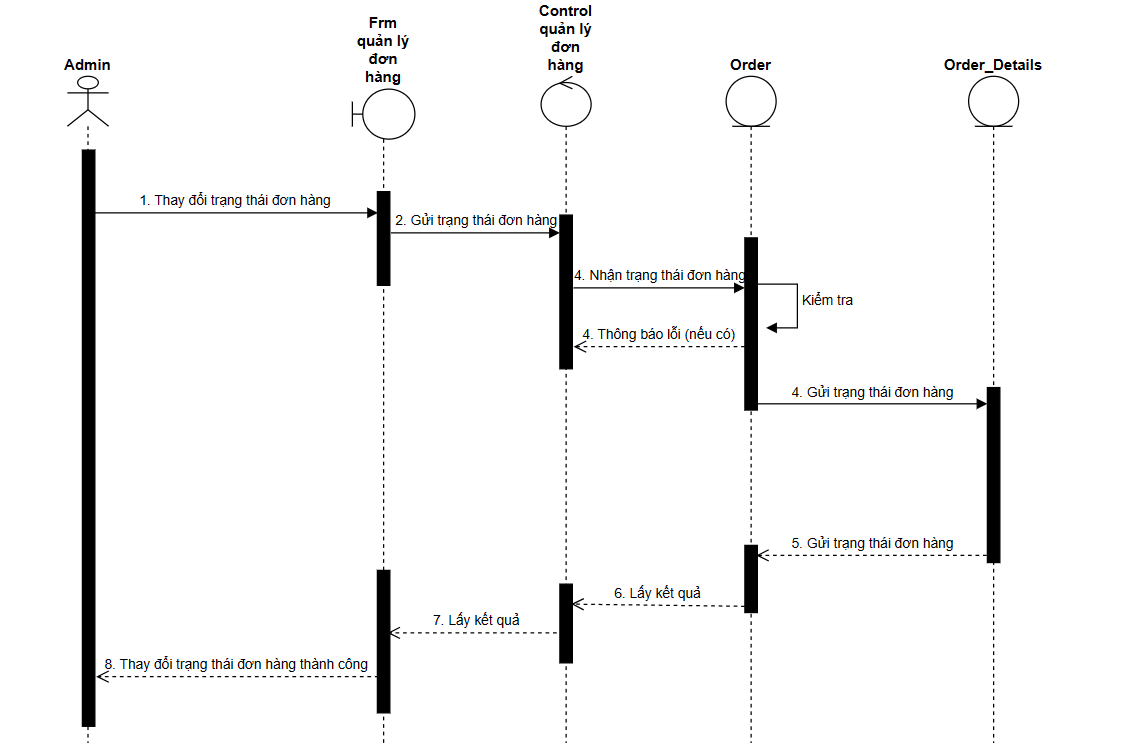 Admin
Frm
quản lý
đơn
hàng
Control
quản lý
đơn
hàng
Order
Order_Details
1. Thay đổi trạng thái đơn hàng
2. Gửi trạng thái đơn hàng
4. Nhận trạng thái đơn hàng
Kiểm tra
4. Thông báo lỗi (nếu có)
4. Gửi trạng thái đơn hàng
5. Gửi trạng thái đơn hàng
6. Lấy kết quả
7. Lấy kết quả
8. Thay đổi trạng thái đơn hàng thành công